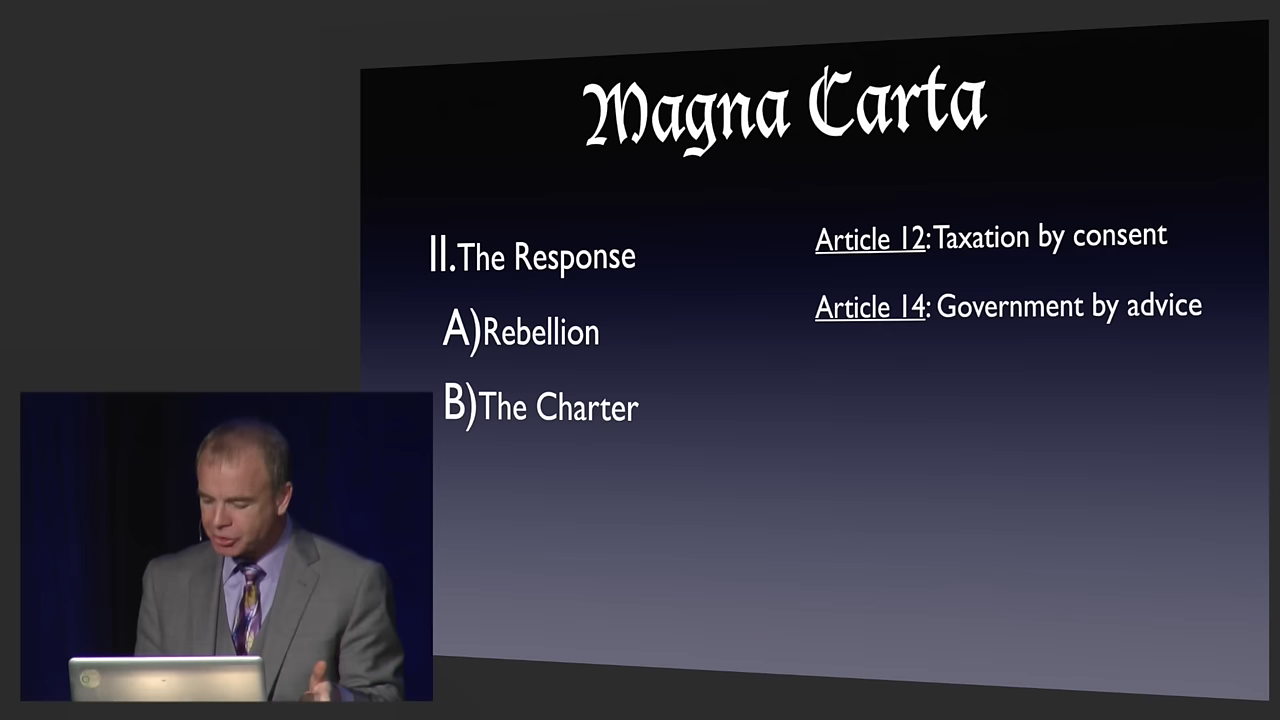 Magna Carta
II.The Response
A)Rebellion
B)The Charter
Article 12: Taxation by consent
Article 14: Government by advice